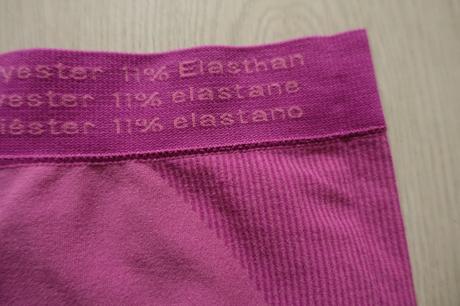 yester 11% Elasthan
yester 11% elastane
iéster 11% elastano